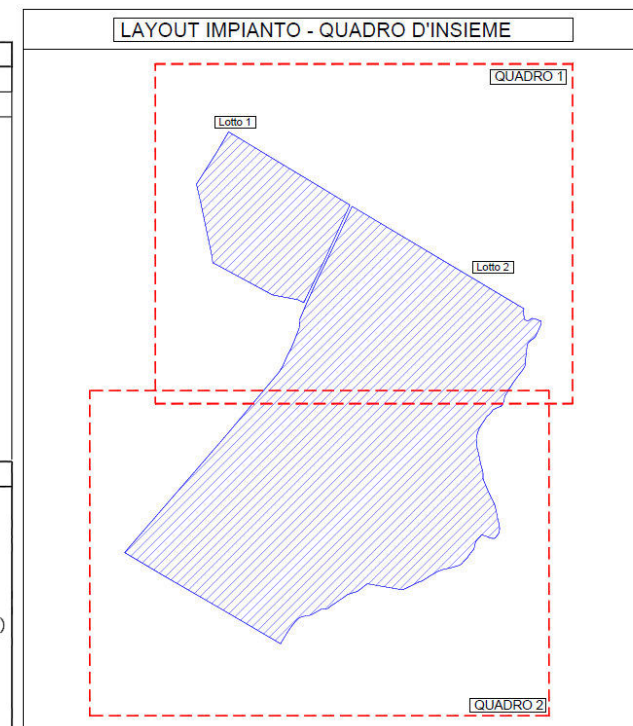 LAYOUT IMPIANTO - QUADRO D'INSIEME
QUADRO 1
Lotto 1
Lotto 2
)
QUADRO 2